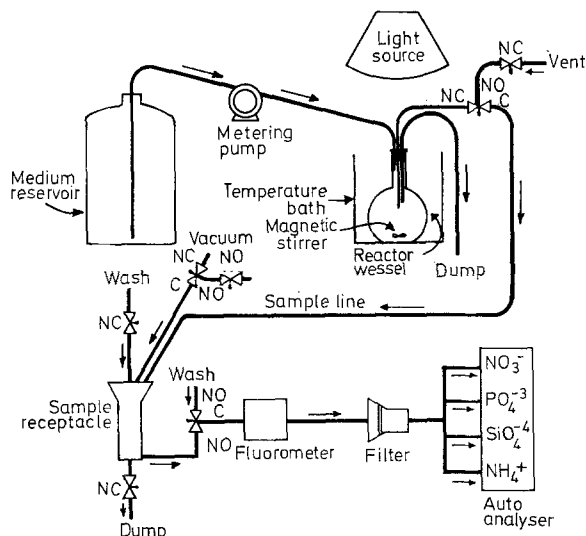 Light
source
NC
Vent
NO
NC
C
Metering
pump
Medium
reservoir
Temperature
bath
Magnetic
stirrer
Reactor
wessel
Dump
Vacuum
NC
NO
C
NO
Wash
NC
Sample line
Sample
receptacle
Wash
NO
C
NO
Fluorometer
Filter
NO₃⁻
PO₄⁻³
SiO₄⁻⁴
NH₄⁺
Auto
analyser
NC
Dump